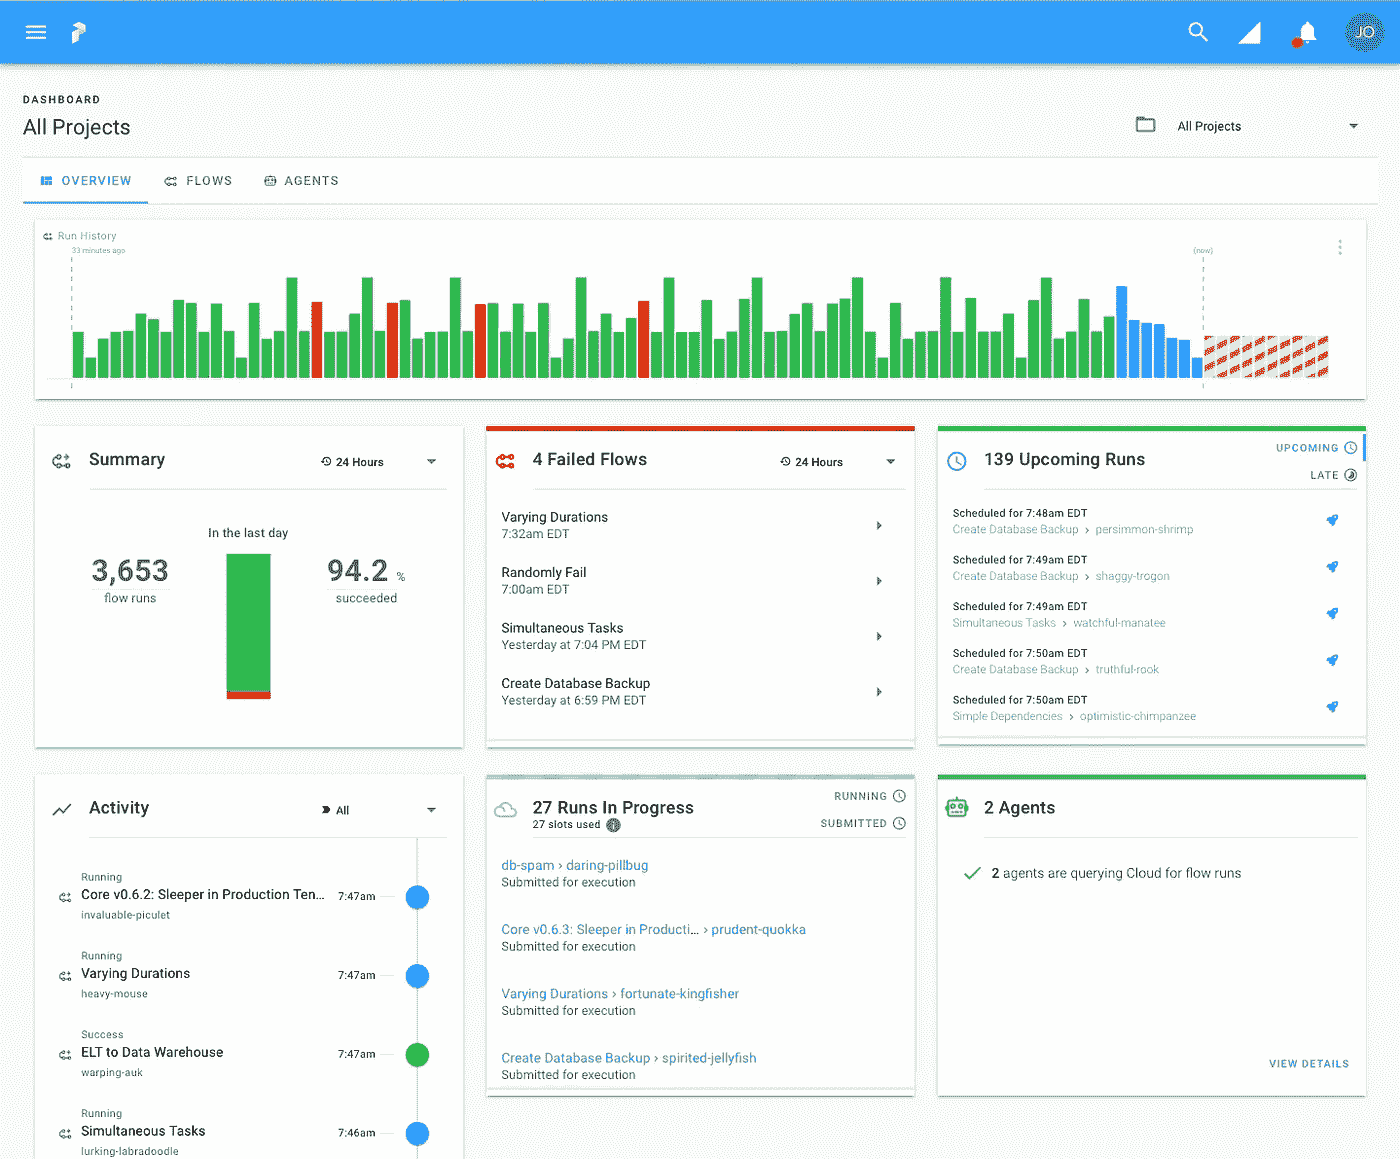 JO
DASHBOARD
All Projects
All Projects
OVERVIEW
FLOWS
AGENTS
Run History
33 minutes ago
(now)
Summary
24 Hours
In the last day
3,653
flow runs
94.2 %
succeeded
4 Failed Flows
24 Hours
Varying Durations
7:32am EDT
Randomly Fail
7:00am EDT
Simultaneous Tasks
Yesterday at 7:04 PM EDT
Create Database Backup
Yesterday at 6:59 PM EDT
139 Upcoming Runs
UPCOMING
LATE
Scheduled for 7:48am EDT
Create Database Backup › persimmon-shrimp
Scheduled for 7:49am EDT
Create Database Backup › shaggy-trogon
Scheduled for 7:49am EDT
Simultaneous Tasks › watchful-manatee
Scheduled for 7:50am EDT
Create Database Backup › truthful-rook
Scheduled for 7:50am EDT
Simple Dependencies › optimistic-chimpanzee
Activity
All
Running
Core v0.6.2: Sleeper in Production Ten... 7:47am
invaluable-piculet
Running
Varying Durations 7:47am
heavy-mouse
Success
ELT to Data Warehouse 7:47am
warping-auk
Running
Simultaneous Tasks 7:46am
lurking-labradoodle
27 Runs In Progress
27 slots used
RUNNING
SUBMITTED
db-spam › daring-pillbug
Submitted for execution
Core v0.6.3: Sleeper in Producti... › prudent-quokka
Submitted for execution
Varying Durations › fortunate-kingfisher
Submitted for execution
Create Database Backup › spirited-jellyfish
Submitted for execution
2 Agents
2 agents are querying Cloud for flow runs
VIEW DETAILS